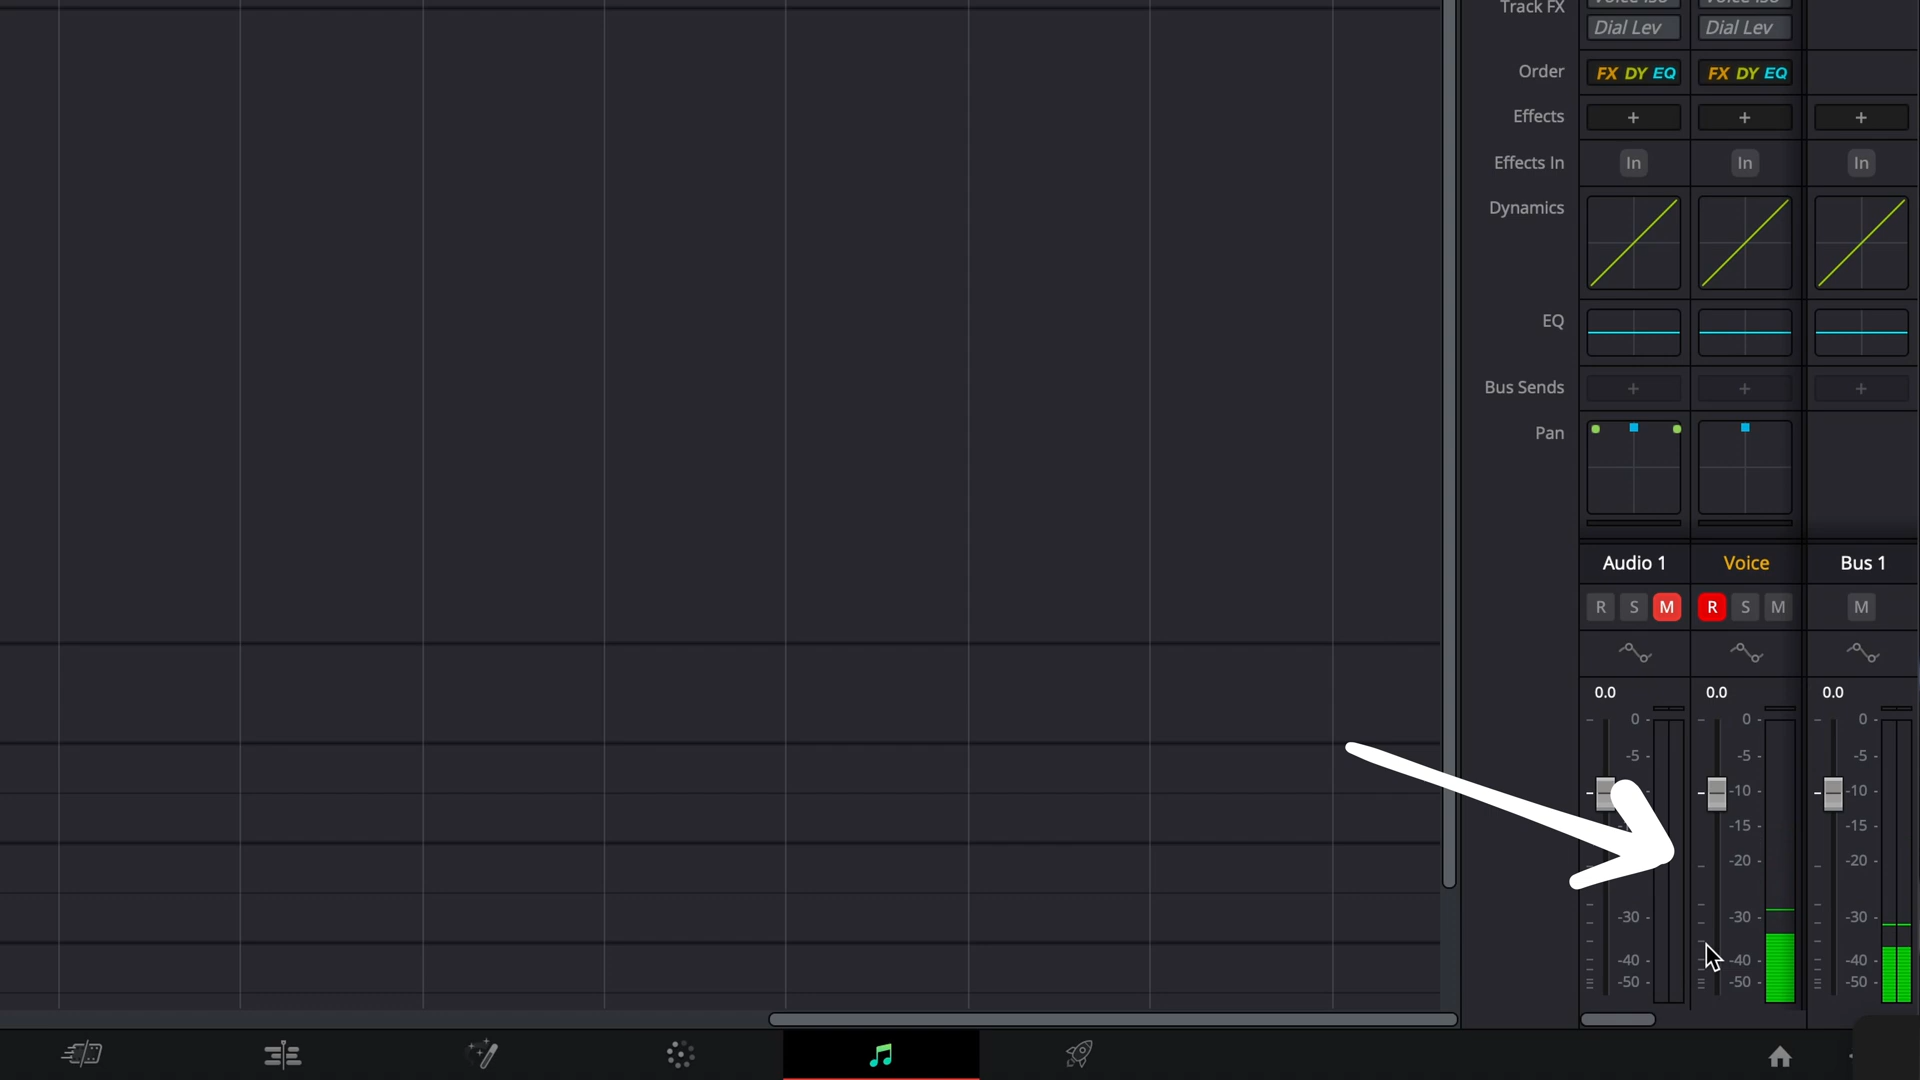 Track FX
Dial Lev Dial Lev
Order FX DY EQ FX DY EQ
Effects + + +
Effects In In In In
Dynamics
EQ
Bus Sends + + +
Pan
Audio 1 Voice Bus 1
R S M R S M M
0.0 0.0 0.0
0 - 0 - 0 -
-5 - -5 - -5 -
-10 - -10 -
-15 - -15 -
-20 - -20 -
-30 - -30 - -30 -
-40 - -40 - -40 -
-50 - -50 - -50 -